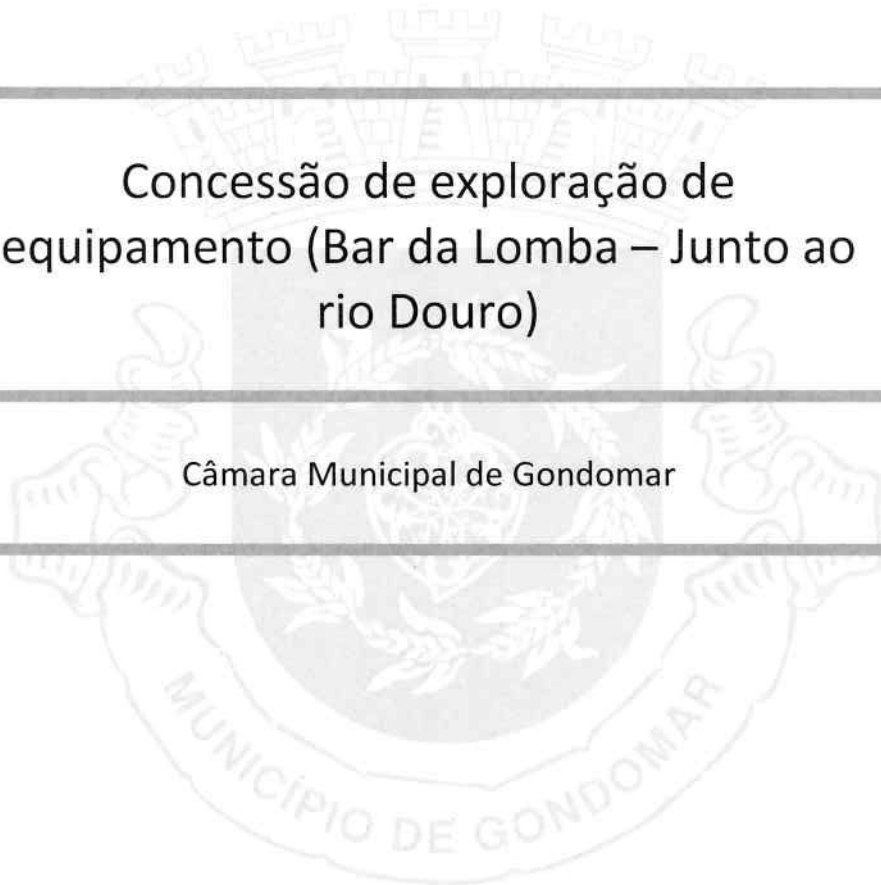 Concessão de exploração de
equipamento (Bar da Lomba – Junto ao
rio Douro)
Câmara Municipal de Gondomar
MUNICÍPIO DE GONDOMAR